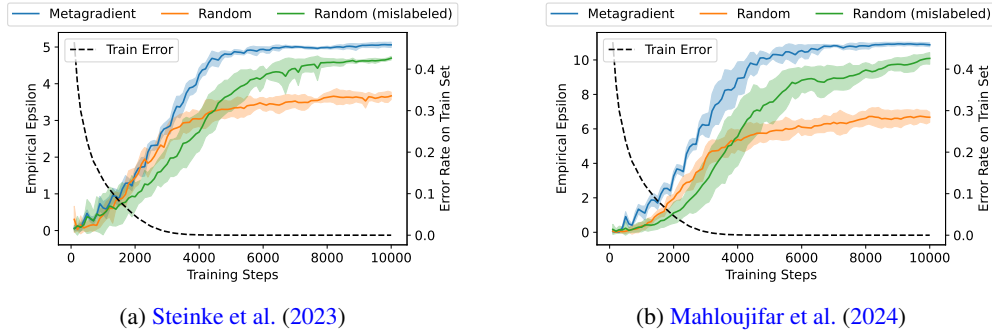 Metagradient Random Random (mislabeled)
Train Error
5
4
3
2
1
0
Empirical Epsilon
0.4
0.3
0.2
0.1
0.0
Error Rate on Train Set
0 2000 4000 6000 8000 10000
Training Steps
(a) Steinke et al. (2023)
Metagradient Random Random (mislabeled)
Train Error
10
8
6
4
2
0
Empirical Epsilon
0.4
0.3
0.2
0.1
0.0
Error Rate on Train Set
0 2000 4000 6000 8000 10000
Training Steps
(b) Mahloujifar et al. (2024)